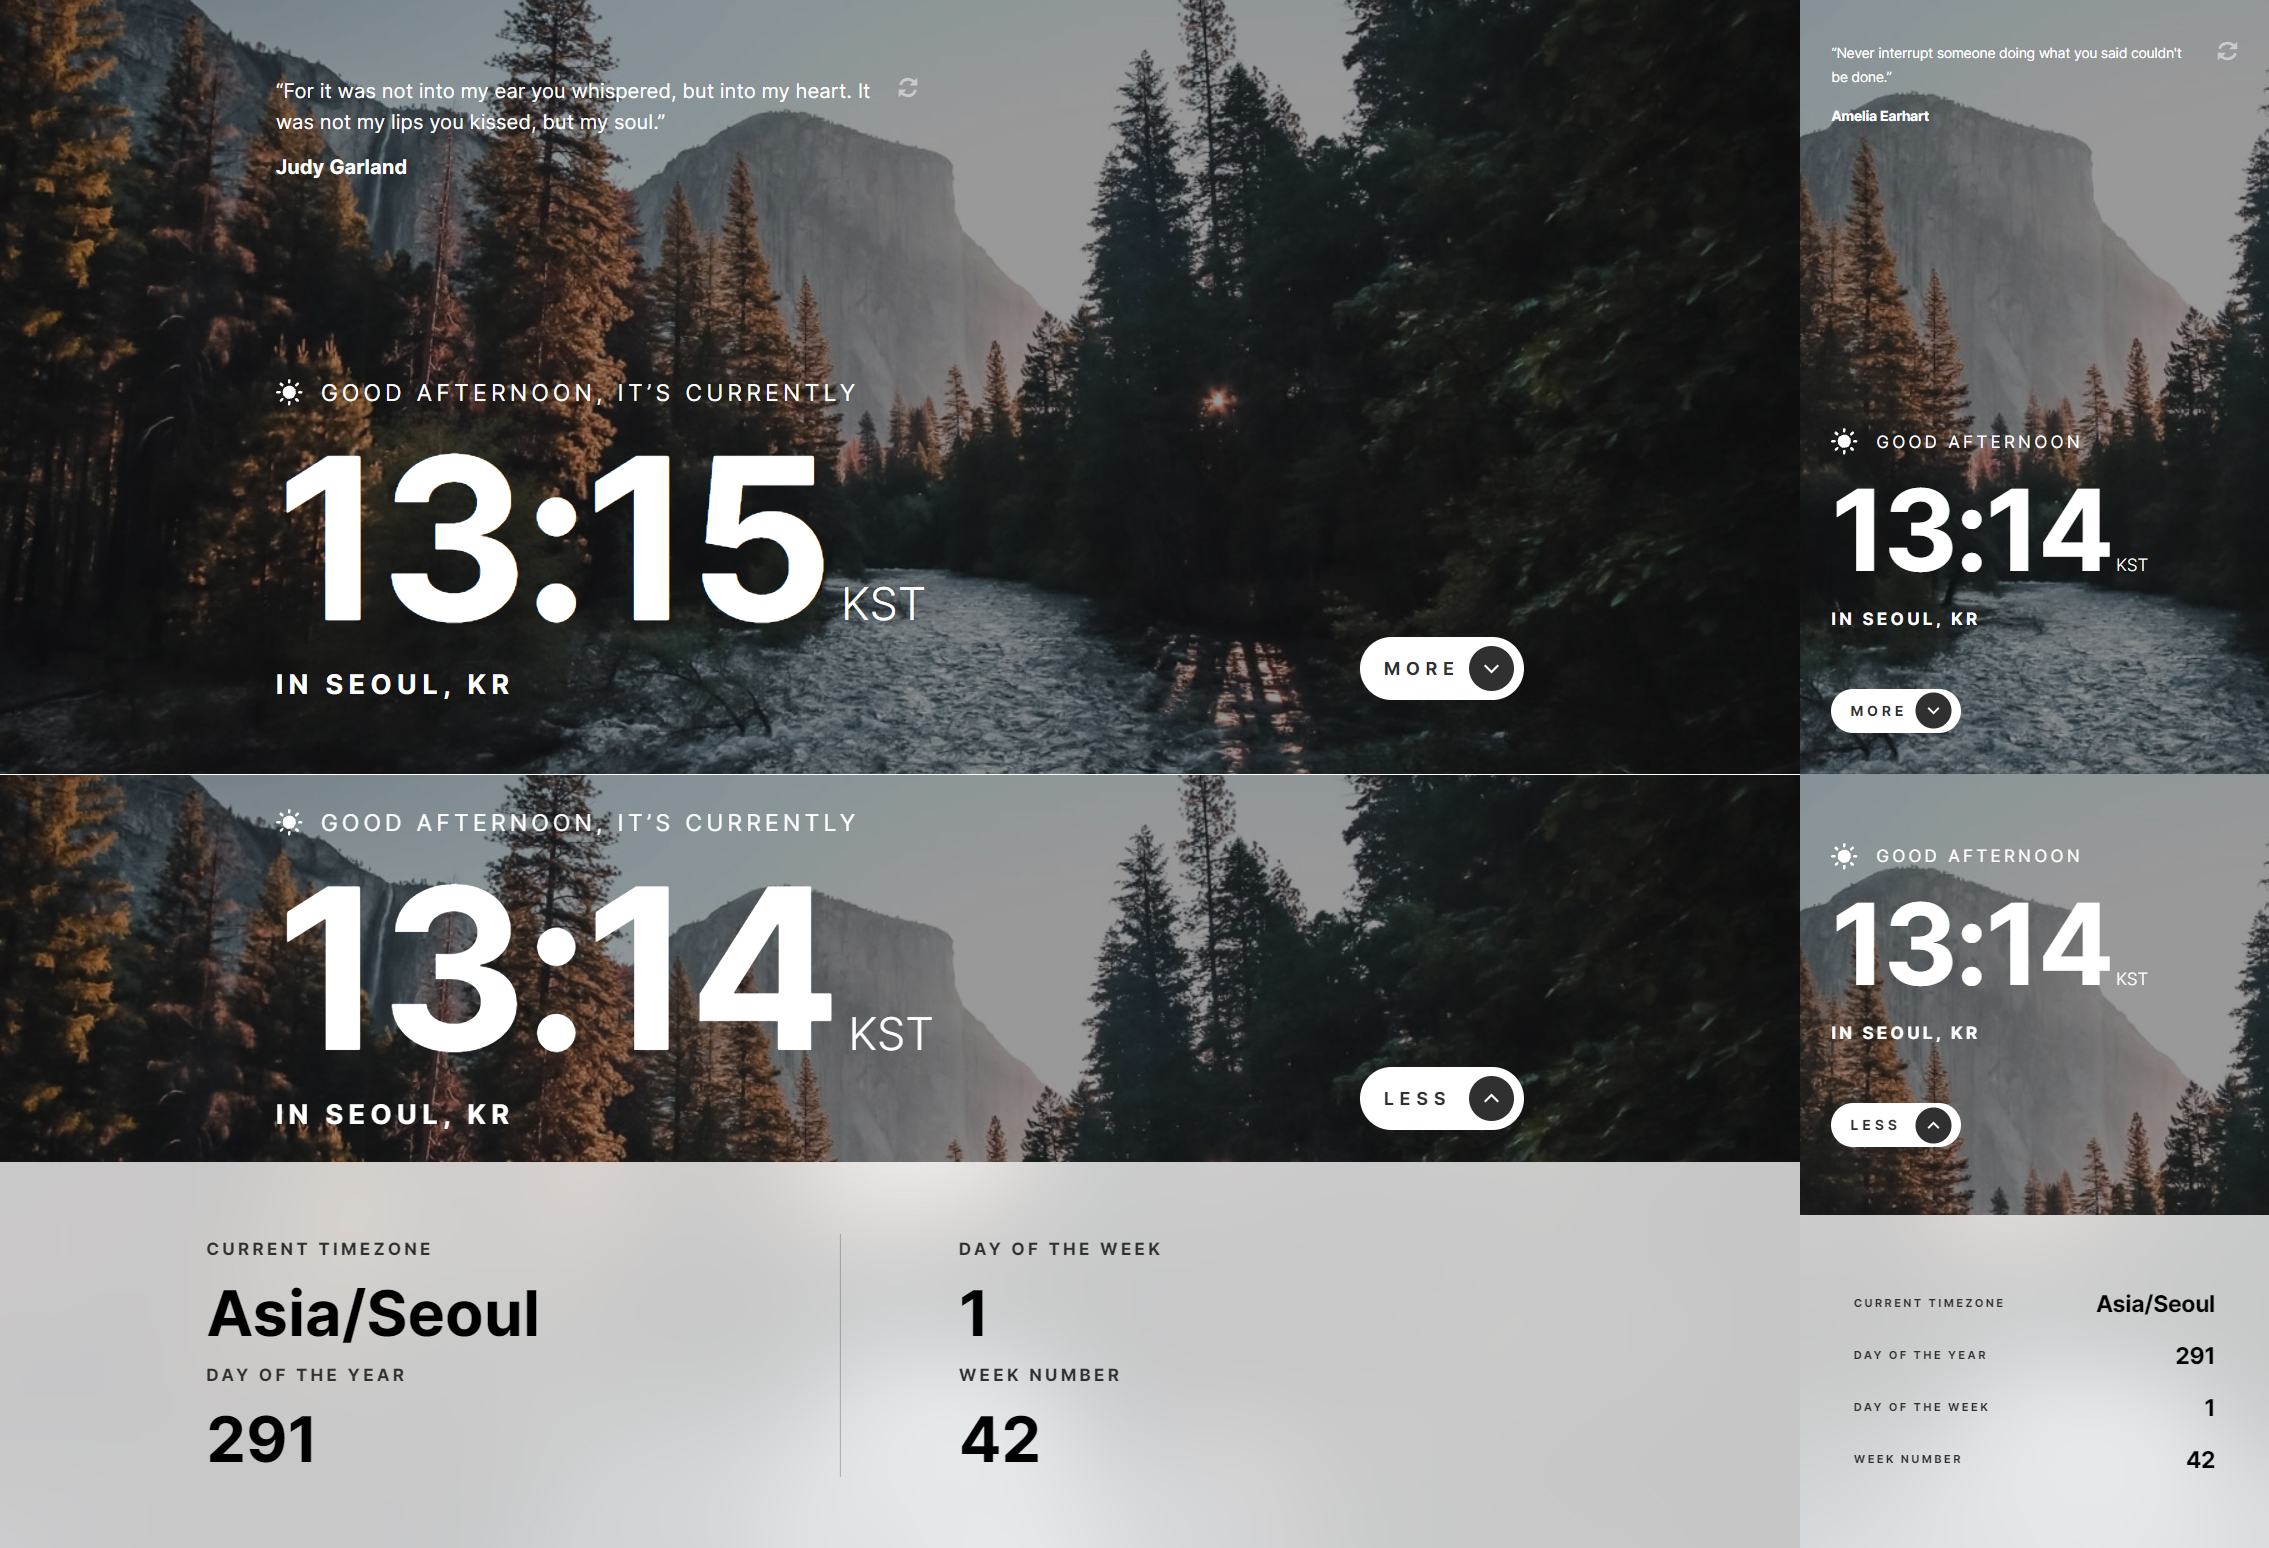 “For it was not into my ear you whispered, but into my heart. It
was not my lips you kissed, but my soul.”
Judy Garland
GOOD AFTERNOON, IT’S CURRENTLY
13:15 KST
IN SEOUL, KR
MORE
“Never interrupt someone doing what you said couldn't
be done.”
Amelia Earhart
GOOD AFTERNOON
13:14 KST
IN SEOUL, KR
MORE
GOOD AFTERNOON, IT’S CURRENTLY
13:14 KST
IN SEOUL, KR
LESS
CURRENT TIMEZONE
Asia/Seoul
DAY OF THE YEAR
291
DAY OF THE WEEK
1
WEEK NUMBER
42
GOOD AFTERNOON
13:14 KST
IN SEOUL, KR
LESS
CURRENT TIMEZONE Asia/Seoul
DAY OF THE YEAR 291
DAY OF THE WEEK 1
WEEK NUMBER 42